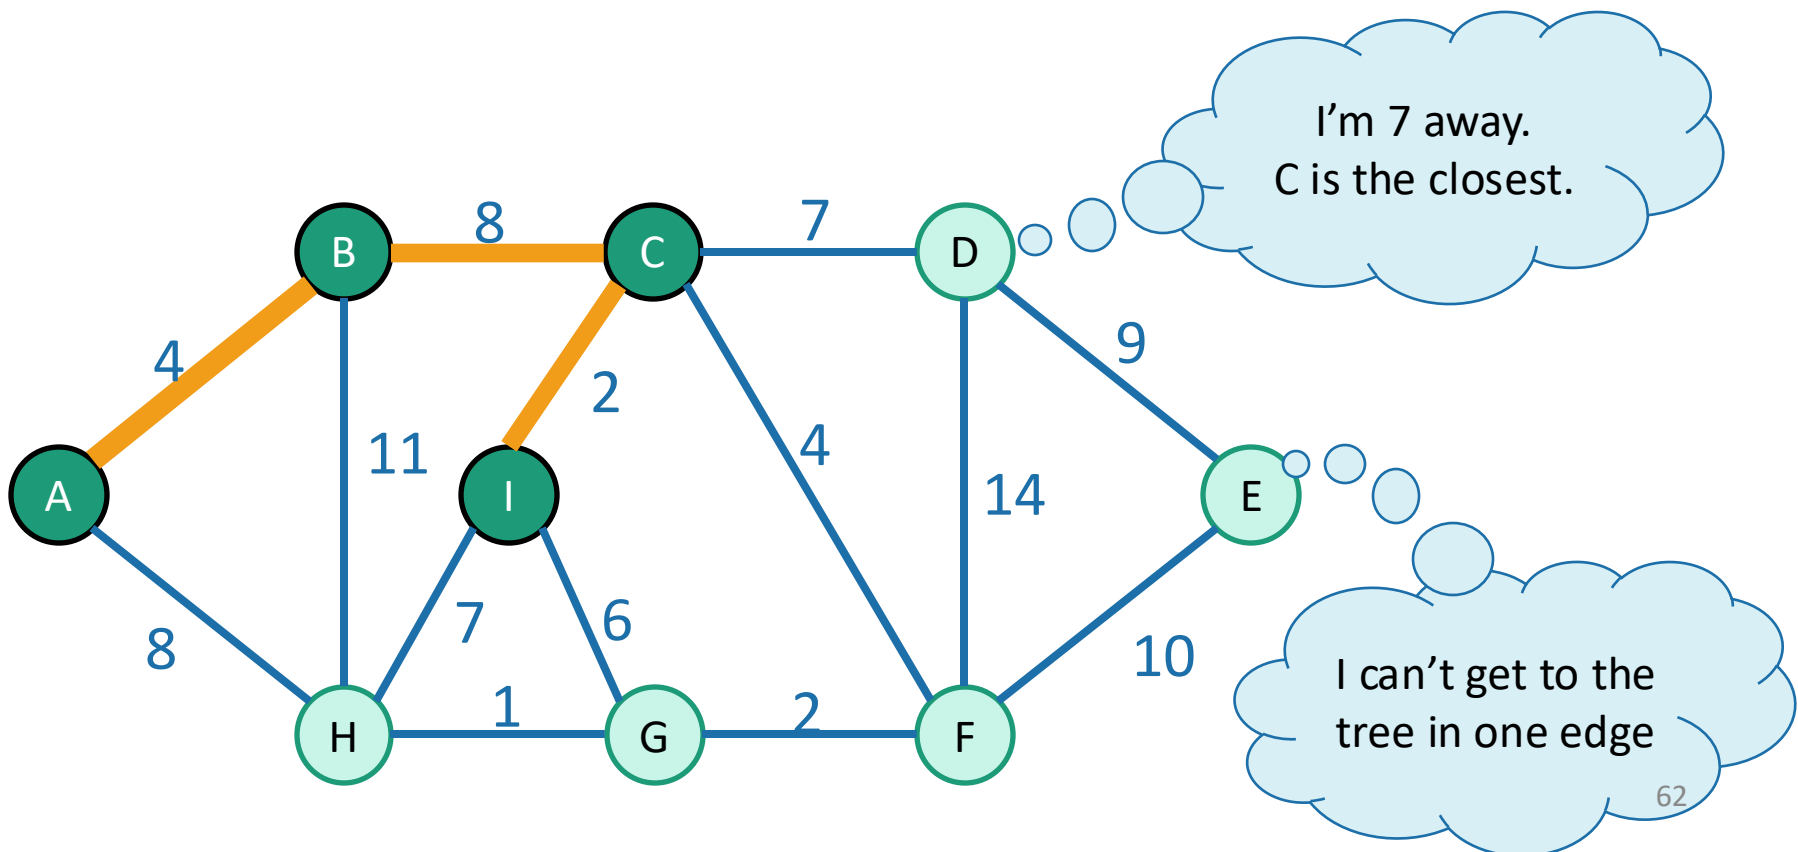 I’m 7 away.
C is the closest.
8
7
B
C
D
9
4
2
11
4
A
I
14
E
8
7
6
10
1
2
H
G
F
I can’t get to the
tree in one edge
62